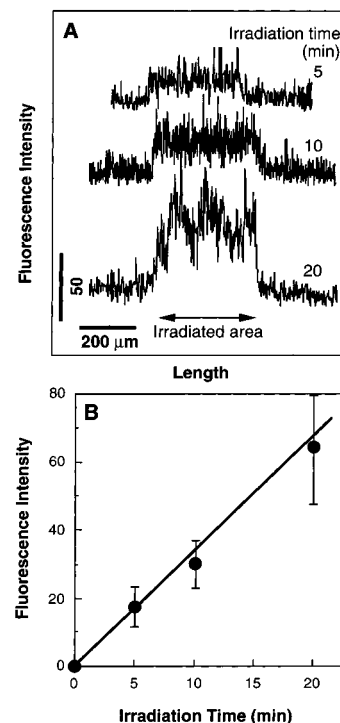 A
Irradiation time
(min)
5
10
20
Fluorescence Intensity
50
200 μm
Irradiated area
Length
B
80
60
40
20
0
Fluorescence Intensity
0 5 10 15 20
Irradiation Time (min)